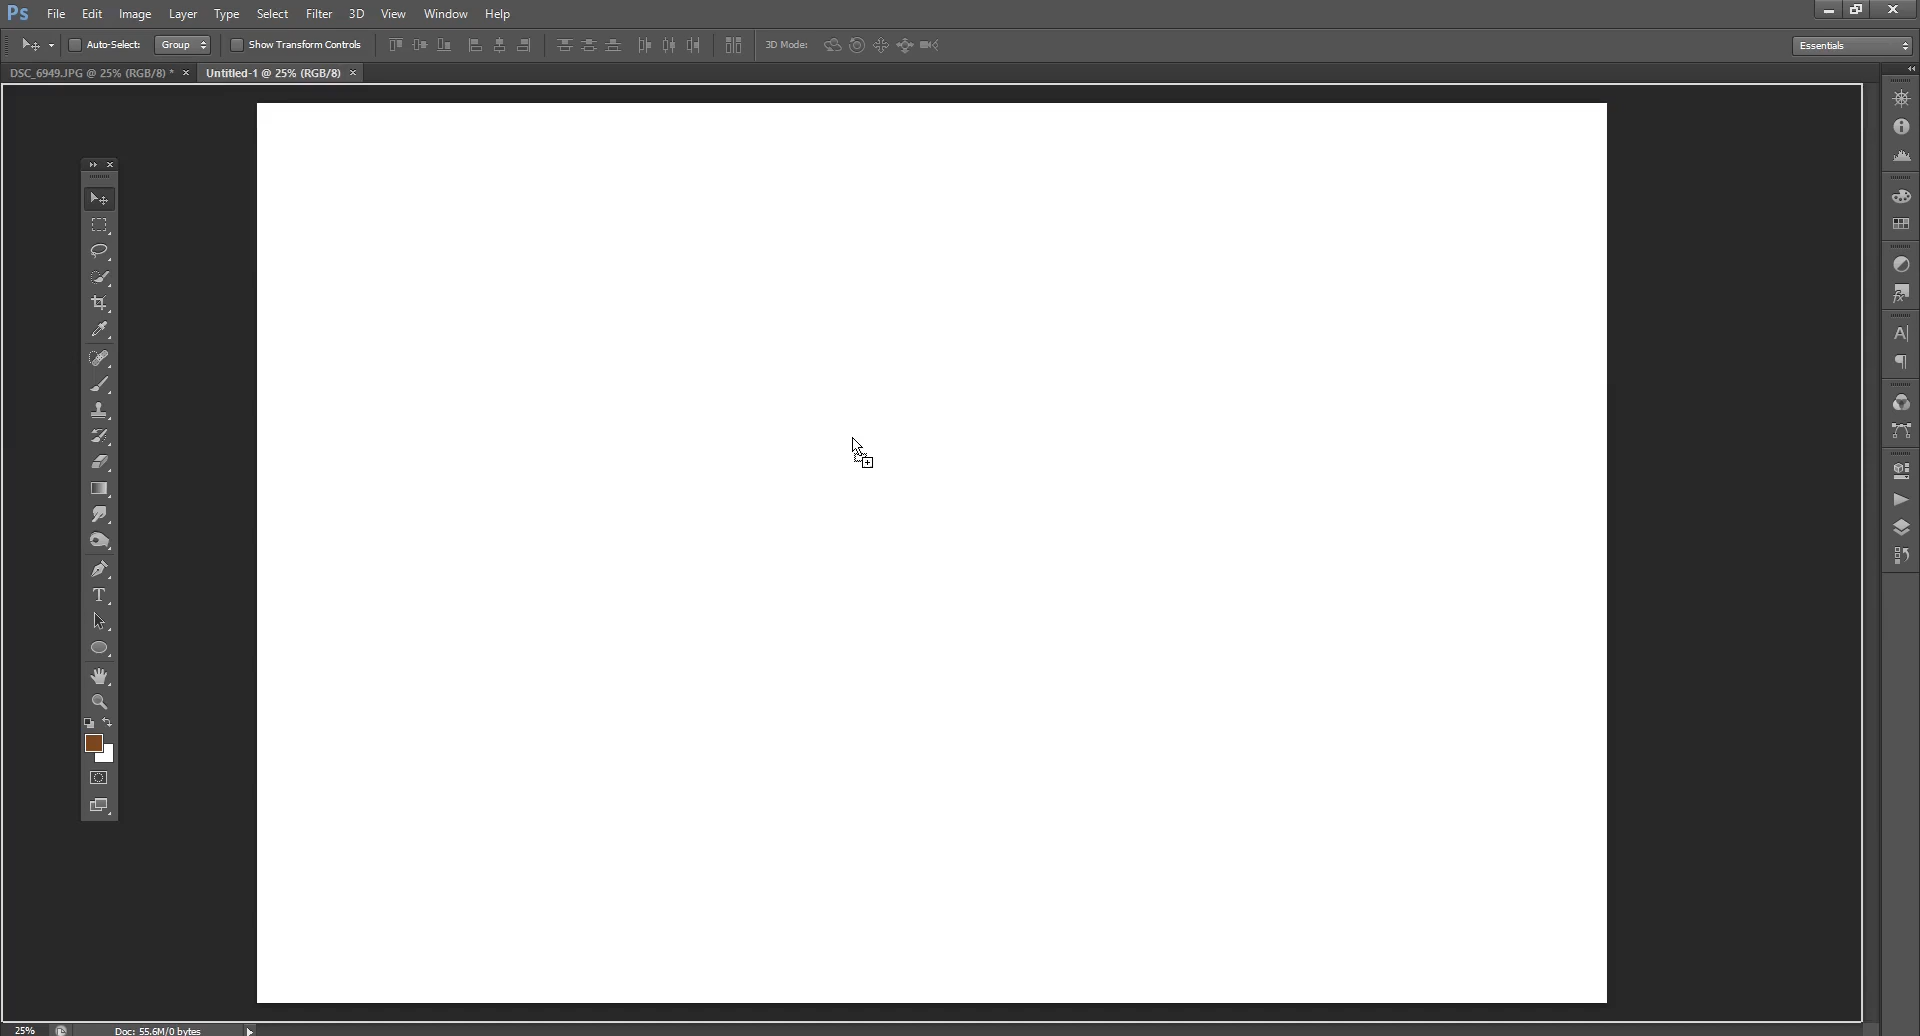 Ps File Edit Image Layer Type Select Filter 3D View Window Help
Auto-Select: Group Show Transform Controls 3D Mode: Essentials
DSC_6949.JPG @ 25% (RGB/8) * × Untitled-1 @ 25% (RGB/8) ×
25% Doc: 55.6M/0 bytes